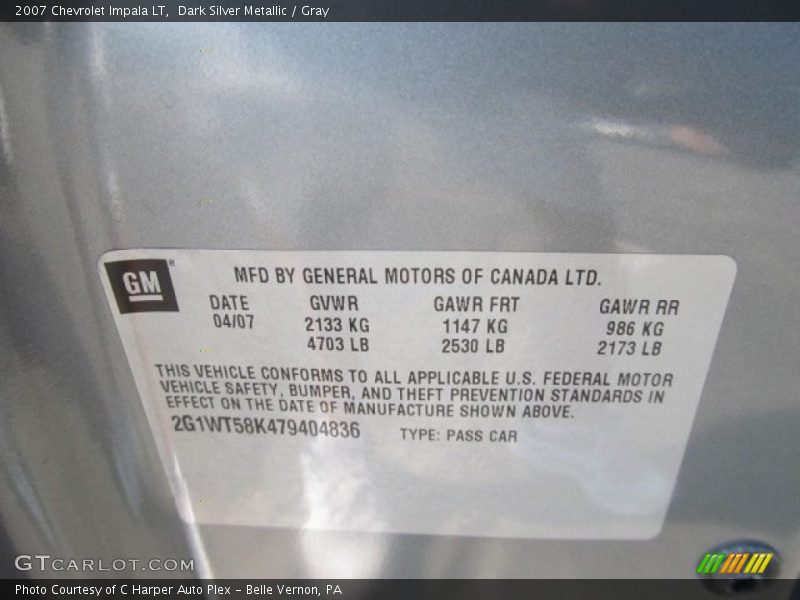 2007 Chevrolet Impala LT, Dark Silver Metallic / Gray
GM
MFD BY GENERAL MOTORS OF CANADA LTD.
DATE GVWR GAWR FRT GAWR RR
04/07 2133 KG 1147 KG 986 KG
4703 LB 2530 LB 2173 LB
THIS VEHICLE CONFORMS TO ALL APPLICABLE U.S. FEDERAL MOTOR
VEHICLE SAFETY, BUMPER, AND THEFT PREVENTION STANDARDS IN
EFFECT ON THE DATE OF MANUFACTURE SHOWN ABOVE.
2G1WT58K479404836 TYPE: PASS CAR
GTCARLOT.COM
Photo Courtesy of C Harper Auto Plex – Belle Vernon, PA